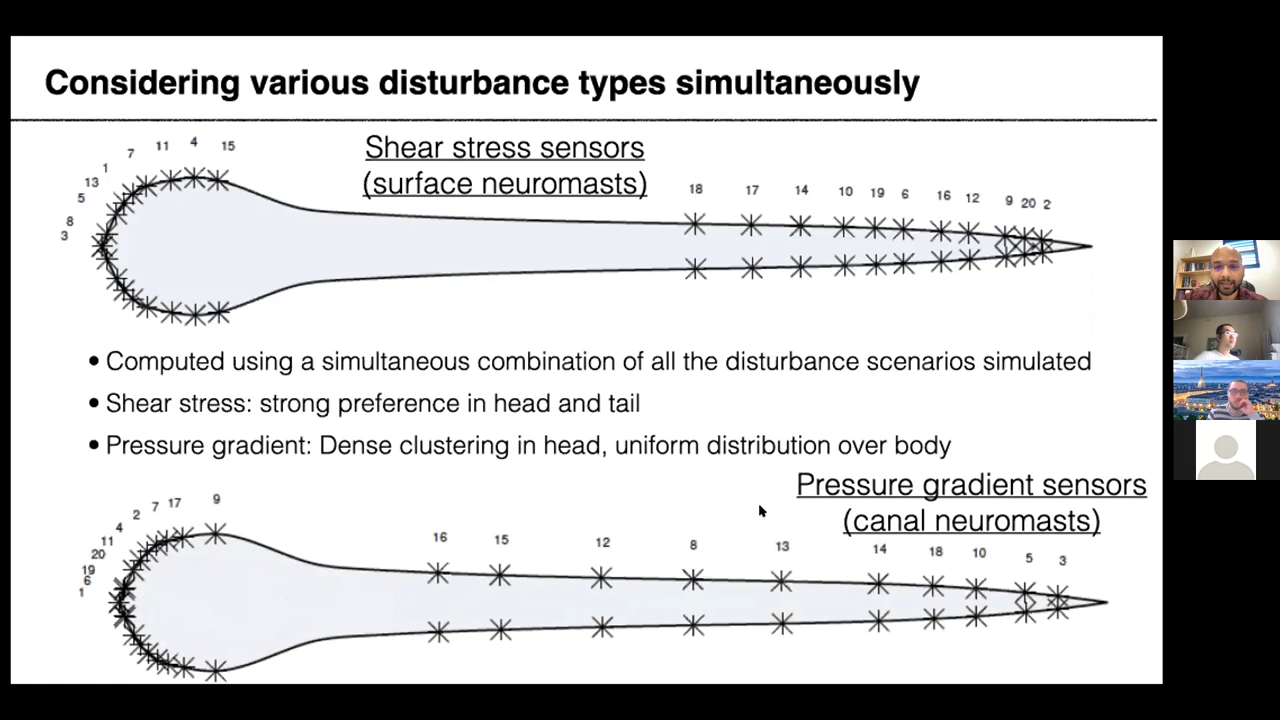 Considering various disturbance types simultaneously
Shear stress sensors
(surface neuromasts)
3 8 5 13 1 7 11 4 15 18 17 14 10 19 6 16 12 9 20 2
• Computed using a simultaneous combination of all the disturbance scenarios simulated
• Shear stress: strong preference in head and tail
• Pressure gradient: Dense clustering in head, uniform distribution over body
Pressure gradient sensors
(canal neuromasts)
1 6 19 20 11 4 2 7 17 9 16 15 12 8 13 14 18 10 5 3